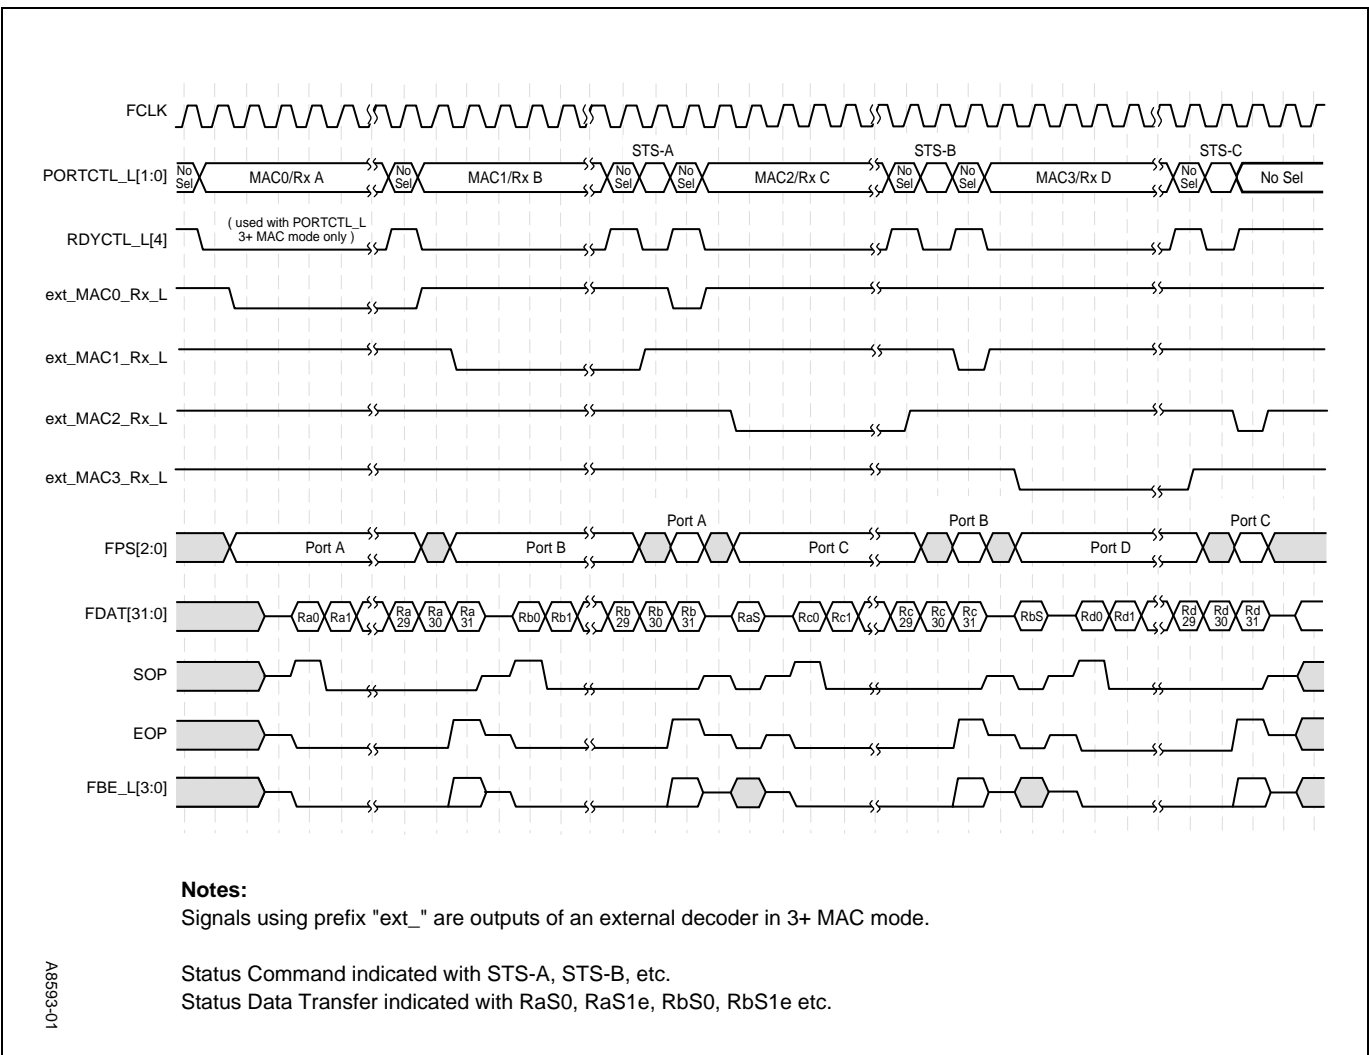 FCLK
STS-A STS-B STS-C
PORTCTL_L[1:0] No Sel MAC0/Rx A No Sel MAC1/Rx B No Sel No Sel MAC2/Rx C No Sel No Sel MAC3/Rx D No Sel No Sel
RDYCTL_L[4] ( used with PORTCTL_L
3+ MAC mode only )
ext_MAC0_Rx_L
ext_MAC1_Rx_L
ext_MAC2_Rx_L
ext_MAC3_Rx_L
Port A Port B Port C
FPS[2:0] Port A Port B Port C Port D
FDAT[31:0] Ra0 Ra1 Ra 29 Ra 30 Ra 31 Rb0 Rb1 Rb 29 Rb 30 Rb 31 RaS Rc0 Rc1 Rc 29 Rc 30 Rc 31 RbS Rd0 Rd1 Rd 29 Rd 30 Rd 31
SOP
EOP
FBE_L[3:0]
Notes:
Signals using prefix "ext_" are outputs of an external decoder in 3+ MAC mode.
Status Command indicated with STS-A, STS-B, etc.
Status Data Transfer indicated with RaS0, RaS1e, RbS0, RbS1e etc.
A8593-01